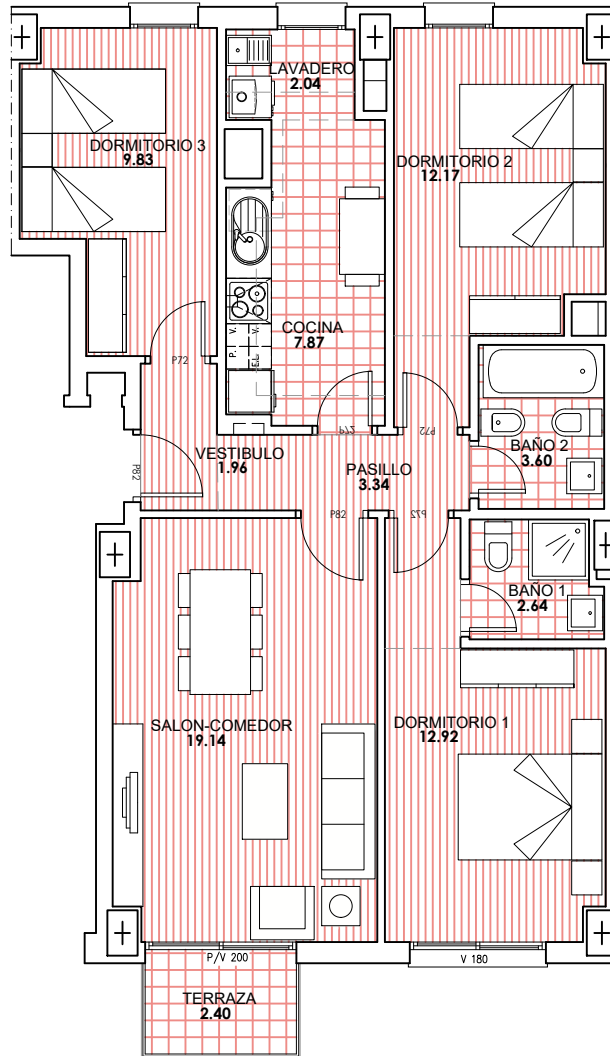 LAVADERO
2.04
DORMITORIO 3
9.83
DORMITORIO 2
12.17
COCINA
7.87
P.
V.
V.
E.L.
P72
P62
P72
P82
VESTIBULO
1.96
PASILLO
3.34
BAÑO 2
3.60
P82
P72
BAÑO 1
2.64
SALON-COMEDOR
19.14
DORMITORIO 1
12.92
P/V 200
V 180
TERRAZA
2.40